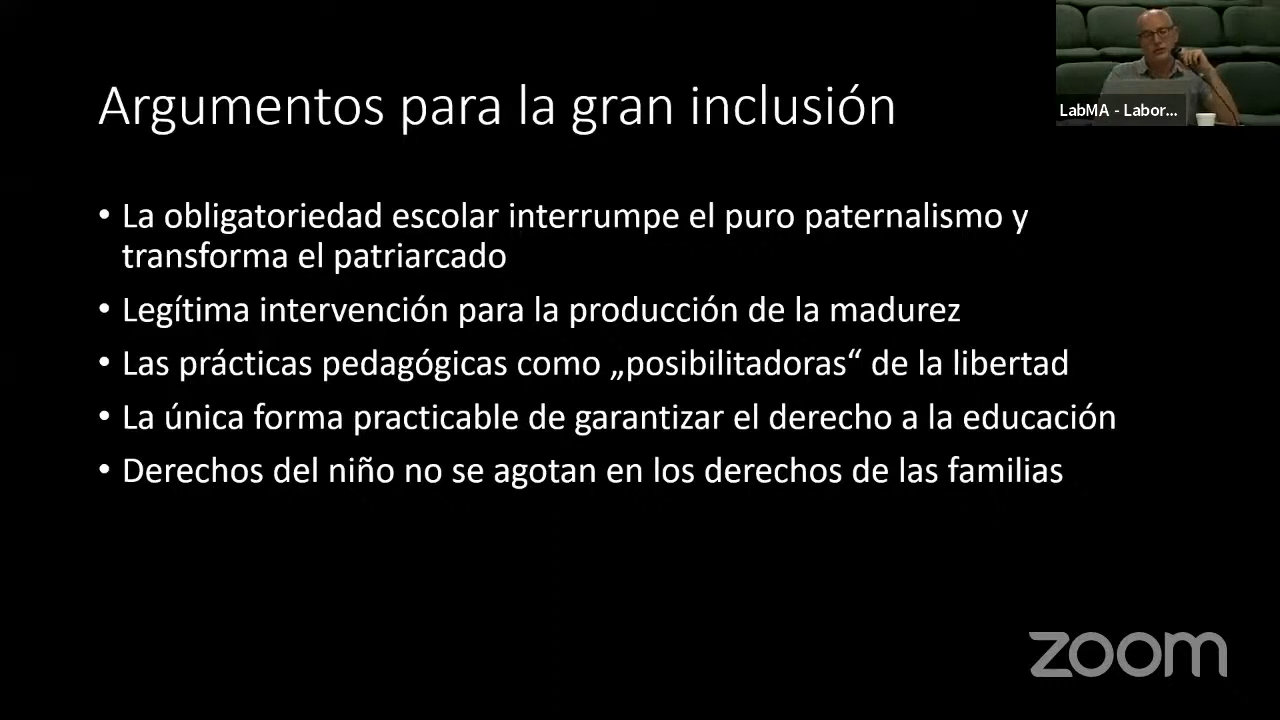 LabMA - Labor...
Argumentos para la gran inclusión
• La obligatoriedad escolar interrumpe el puro paternalismo y
transforma el patriarcado
• Legítima intervención para la producción de la madurez
• Las prácticas pedagógicas como „posibilitadoras“ de la libertad
• La única forma practicable de garantizar el derecho a la educación
• Derechos del niño no se agotan en los derechos de las familias
zoom